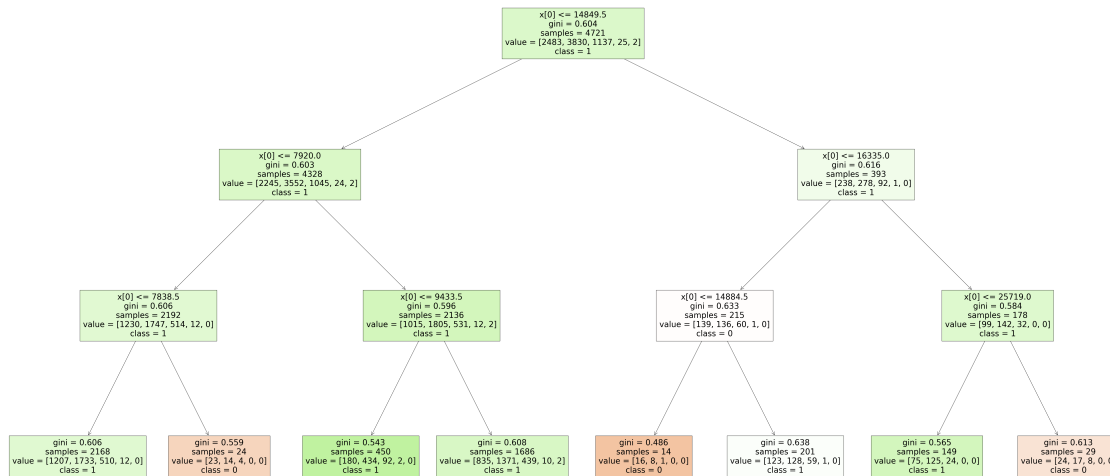 x[0] <= 14849.5
gini = 0.604
samples = 4721
value = [2483, 3830, 1137, 25, 2]
class = 1
x[0] <= 7920.0
gini = 0.603
samples = 4328
value = [2245, 3552, 1045, 24, 2]
class = 1
x[0] <= 16335.0
gini = 0.616
samples = 393
value = [238, 278, 92, 1, 0]
class = 1
x[0] <= 7838.5
gini = 0.606
samples = 2192
value = [1230, 1747, 514, 12, 0]
class = 1
x[0] <= 9433.5
gini = 0.596
samples = 2136
value = [1015, 1805, 531, 12, 2]
class = 1
x[0] <= 14884.5
gini = 0.633
samples = 215
value = [139, 136, 60, 1, 0]
class = 0
x[0] <= 25719.0
gini = 0.584
samples = 178
value = [99, 142, 32, 0, 0]
class = 1
gini = 0.606
samples = 2168
value = [1207, 1733, 510, 12, 0]
class = 1
gini = 0.559
samples = 24
value = [23, 14, 4, 0, 0]
class = 0
gini = 0.543
samples = 450
value = [180, 434, 92, 2, 0]
class = 1
gini = 0.608
samples = 1686
value = [835, 1371, 439, 10, 2]
class = 1
gini = 0.486
samples = 14
value = [16, 8, 1, 0, 0]
class = 0
gini = 0.638
samples = 201
value = [123, 128, 59, 1, 0]
class = 1
gini = 0.565
samples = 149
value = [75, 125, 24, 0, 0]
class = 1
gini = 0.613
samples = 29
value = [24, 17, 8, 0,
class = 0